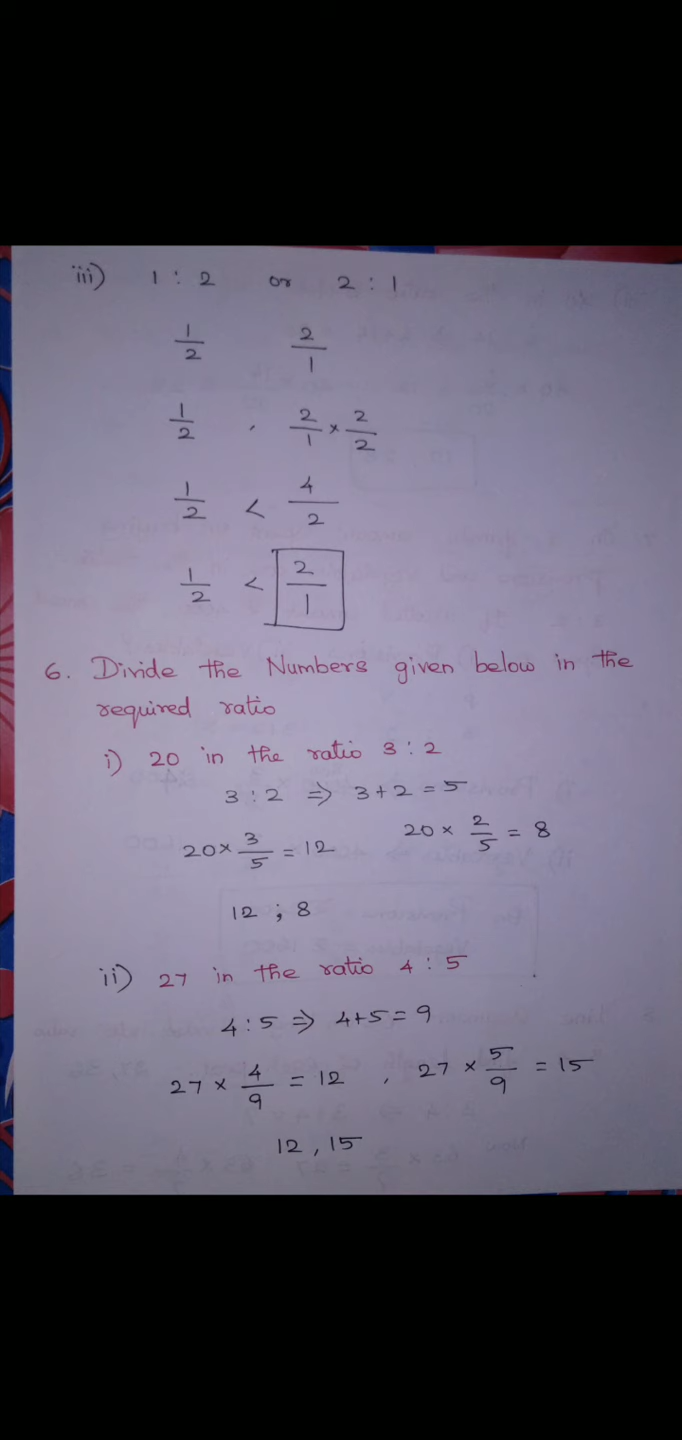 iii) 1 : 2 or 2 : 1
1/2 2/1
1/2 , 2/1 × 2/2
1/2 < 4/2
1/2 < 2/1
6. Divide the Numbers given below in the
required ratio
i) 20 in the ratio 3 : 2
3 : 2 ⇒ 3+2 = 5
20 × 3/5 = 12 20 × 2/5 = 8
12 ; 8
ii) 27 in the ratio 4 : 5
4 : 5 ⇒ 4+5 = 9
27 × 4/9 = 12 , 27 × 5/9 = 15
12 , 15